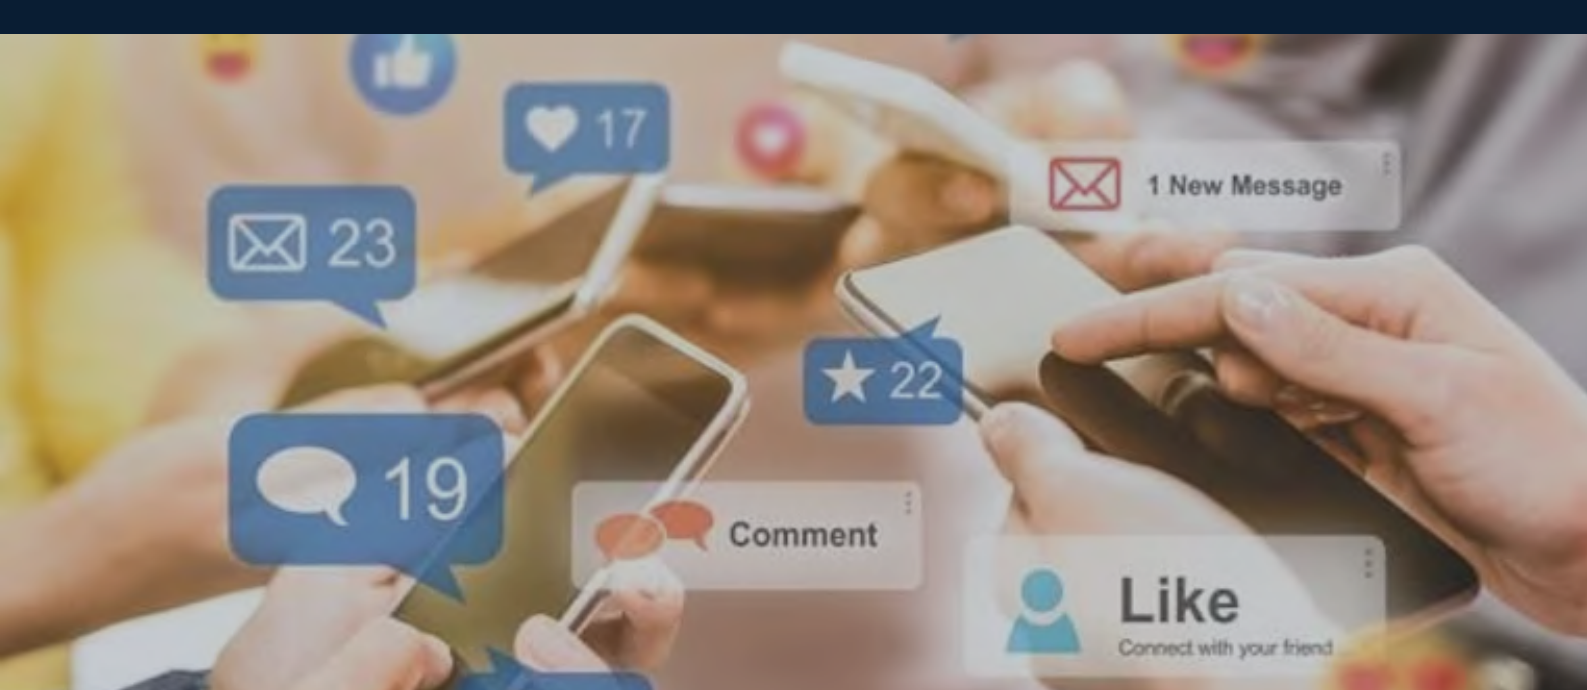 17
1 New Message
23
22
19
Comment
Like
Connect with your friend